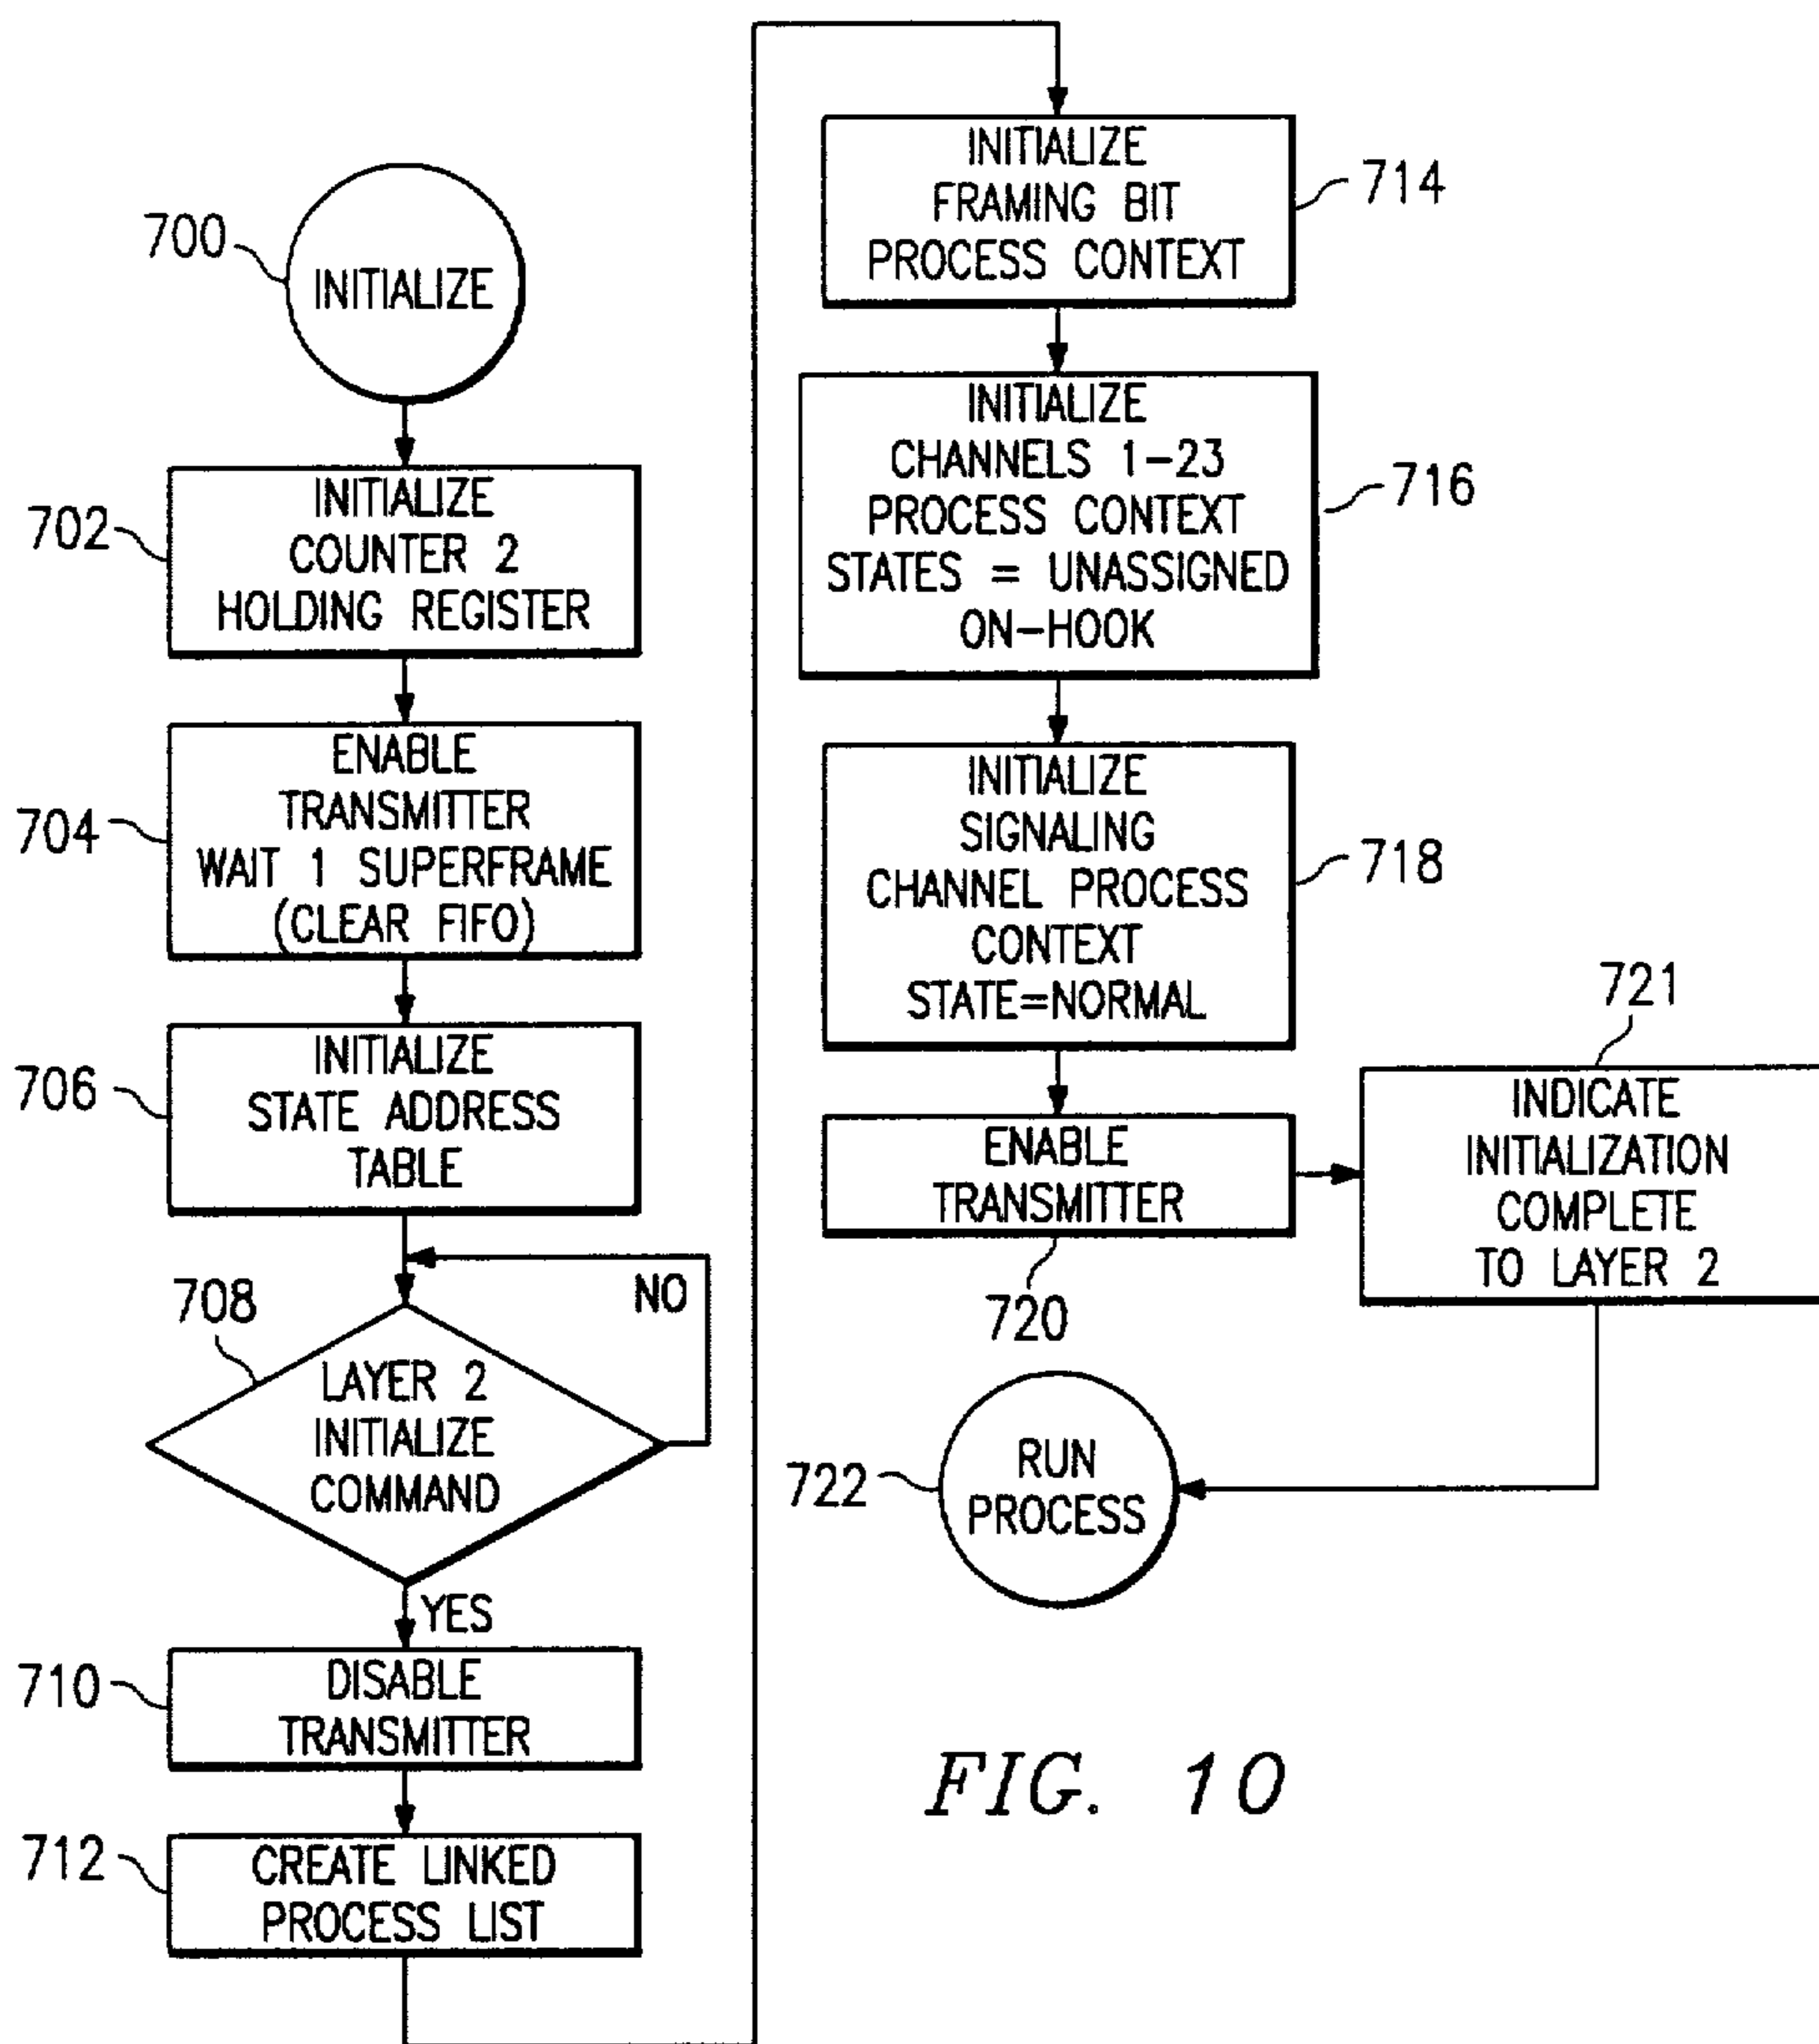 700
INITIALIZE
702
INITIALIZE
COUNTER 2
HOLDING REGISTER
704
ENABLE
TRANSMITTER
WAIT 1 SUPERFRAME
(CLEAR FIFO)
706
INITIALIZE
STATE ADDRESS
TABLE
708
LAYER 2
INITIALIZE
COMMAND
NO
YES
710
DISABLE
TRANSMITTER
712
CREATE LINKED
PROCESS LIST
INITIALIZE
FRAMING BIT
PROCESS CONTEXT
714
INITIALIZE
CHANNELS 1-23
PROCESS CONTEXT
STATES = UNASSIGNED
ON-HOOK
716
INITIALIZE
SIGNALING
CHANNEL PROCESS
CONTEXT
STATE=NORMAL
718
ENABLE
TRANSMITTER
720
721
INDICATE
INITIALIZATION
COMPLETE
TO LAYER 2
722
RUN
PROCESS
FIG. 10